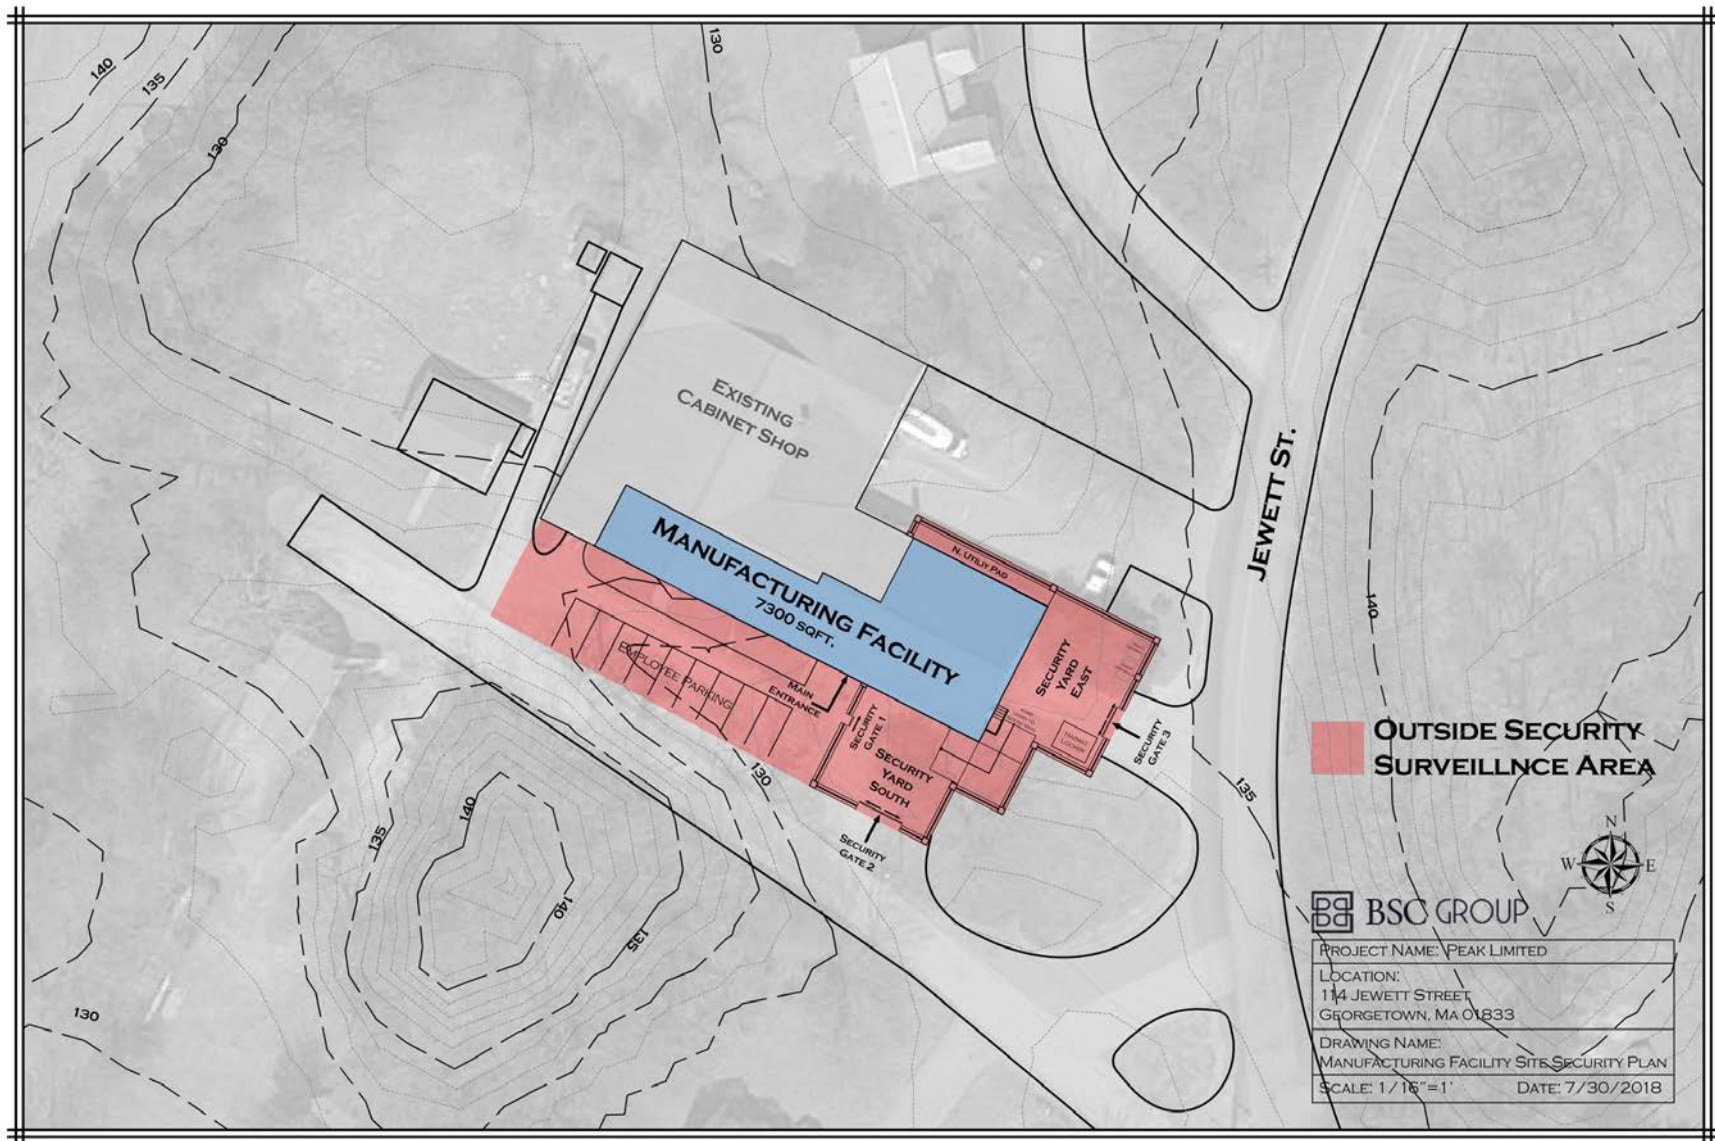 140
135
130
130
EXISTING
CABINET SHOP
JEWETT ST.
MANUFACTURING FACILITY
7300 SQFT.
N. UTILIY PAD
SECURITY
YARD
EAST
EMPLOYEE PARKING
MAIN
ENTRANCE
SECURITY
GATE 1
SECURITY
YARD
SOUTH
HAZMAT
LOCKER
SECURITY
GATE 3
SECURITY
GATE 2
140
130
135
135
140
140
135
130
OUTSIDE SECURITY
SURVEILLNCE AREA
N
W E
S
BSC GROUP
PROJECT NAME: PEAK LIMITED
LOCATION:
114 JEWETT STREET
GEORGETOWN, MA 01833
DRAWING NAME:
MANUFACTURING FACILITY SITE SECURITY PLAN
SCALE: 1/16"=1' DATE: 7/30/2018